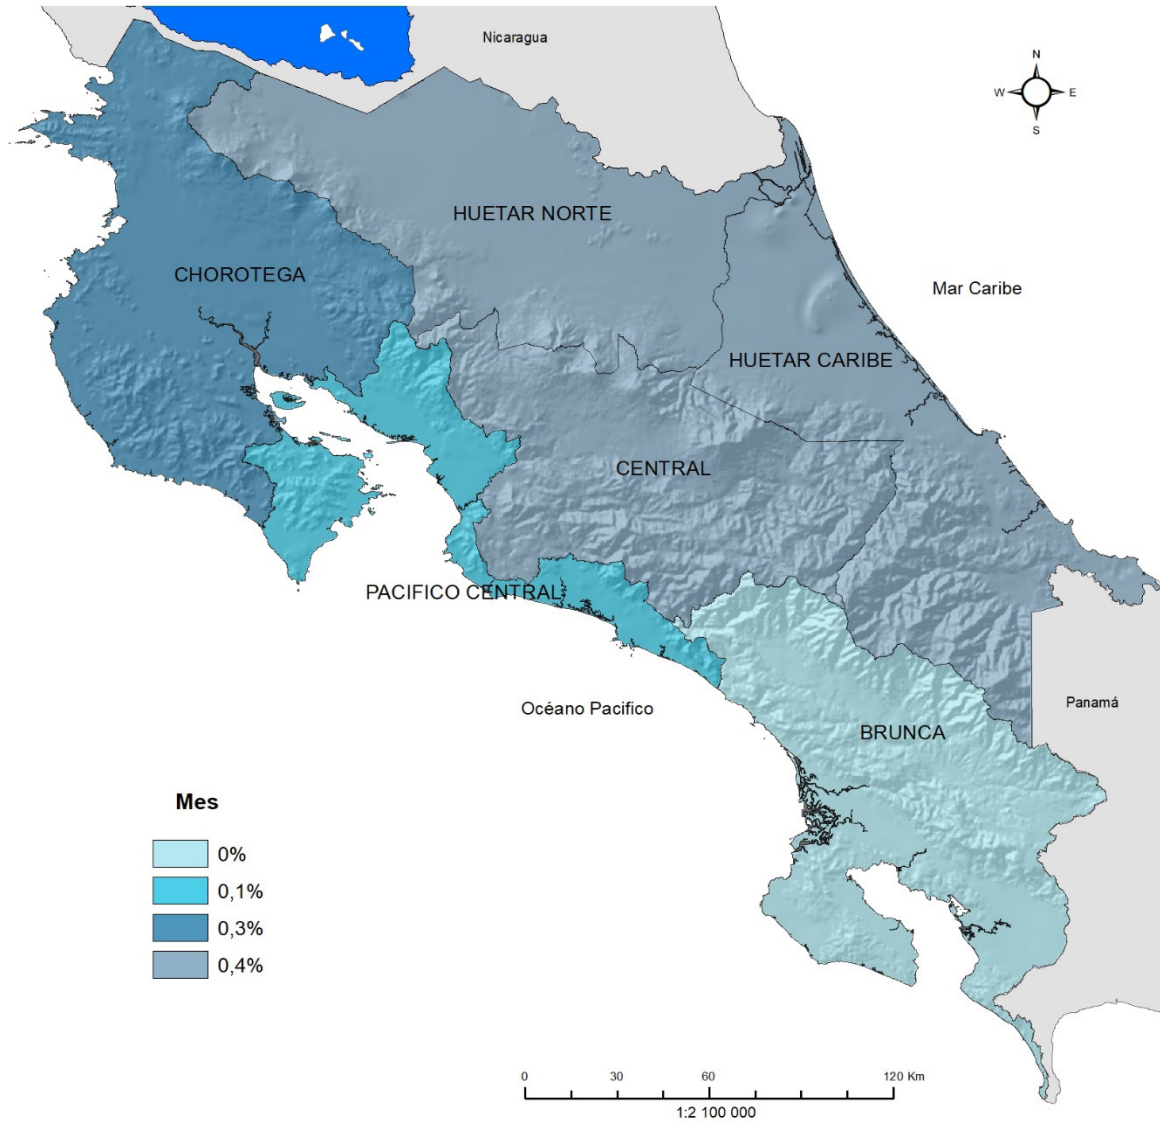 Nicaragua
N
W E
S
HUETAR NORTE
CHOROTEGA
Mar Caribe
HUETAR CARIBE
CENTRAL
PACIFICO CENTRAL
Océano Pacifico
Panamá
BRUNCA
Mes
0%
0,1%
0,3%
0,4%
0 30 60 120 Km
1:2 100 000